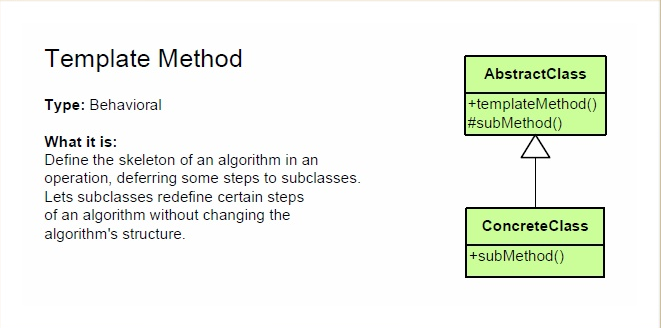 Template Method
Type: Behavioral
What it is:
Define the skeleton of an algorithm in an
operation, deferring some steps to subclasses.
Lets subclasses redefine certain steps
of an algorithm without changing the
algorithm's structure.
AbstractClass
+templateMethod()
#subMethod()
ConcreteClass
+subMethod()